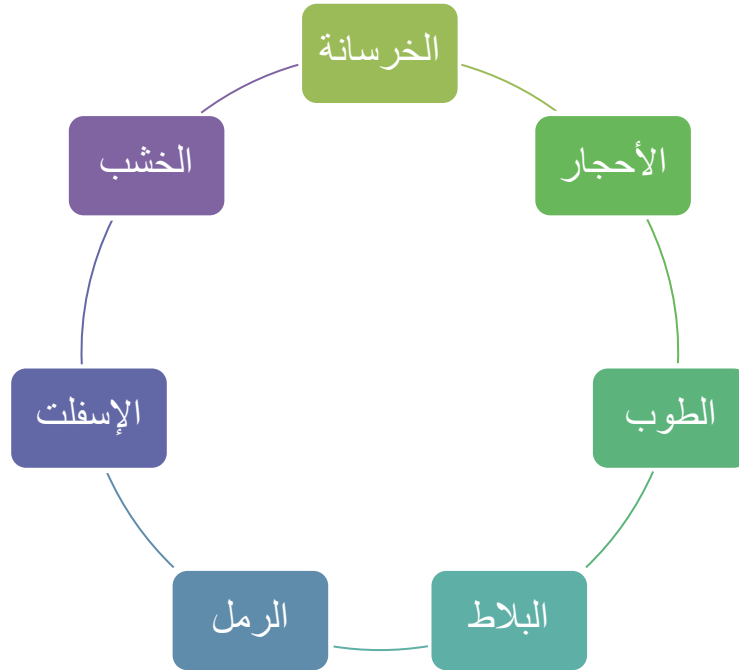 الخرسانة
الأحجار
الطوب
البلاط
الرمل
الإسفلت
الخشب